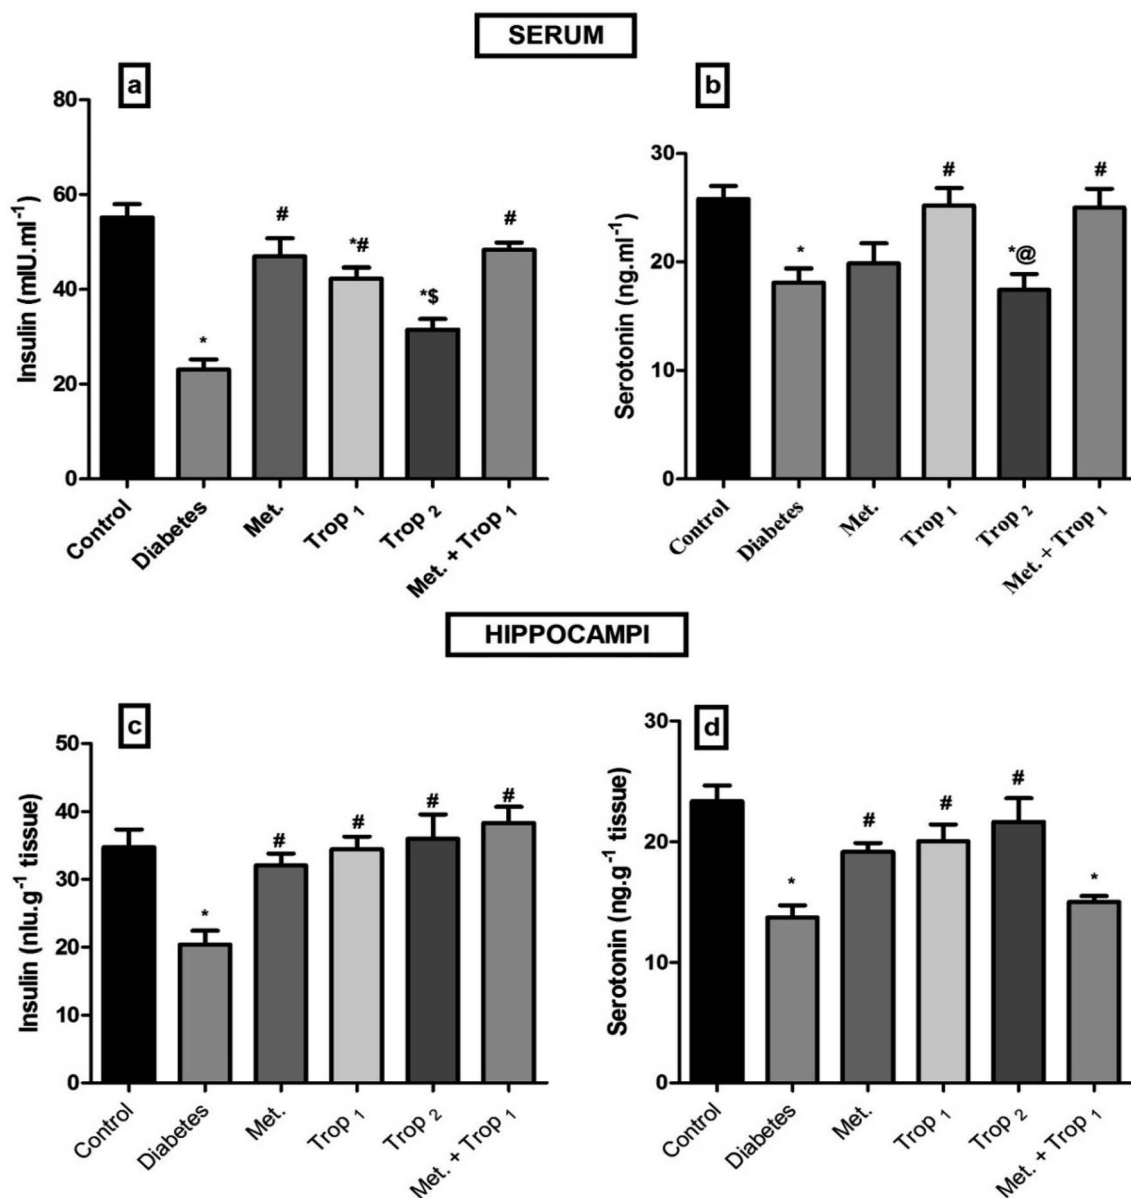 SERUM
a
Insulin (mIU.ml⁻¹)
80
60
40
20
0
*
#
*#
*$
#
Control
Diabetes
Met.
Trop ₁
Trop ₂
Met. + Trop ₁
b
Serotonin (ng.ml⁻¹)
30
20
10
0
*
#
*@
#
Control
Diabetes
Met.
Trop ₁
Trop ₂
Met. + Trop ₁
HIPPOCAMPI
c
Insulin (nIu.g⁻¹ tissue)
50
40
30
20
10
0
*
#
#
#
#
Control
Diabetes
Met.
Trop ₁
Trop ₂
Met. + Trop ₁
d
Serotonin (ng.g⁻¹ tissue)
30
20
10
0
*
#
#
#
*
Control
Diabetes
Met.
Trop ₁
Trop ₂
Met. + Trop ₁